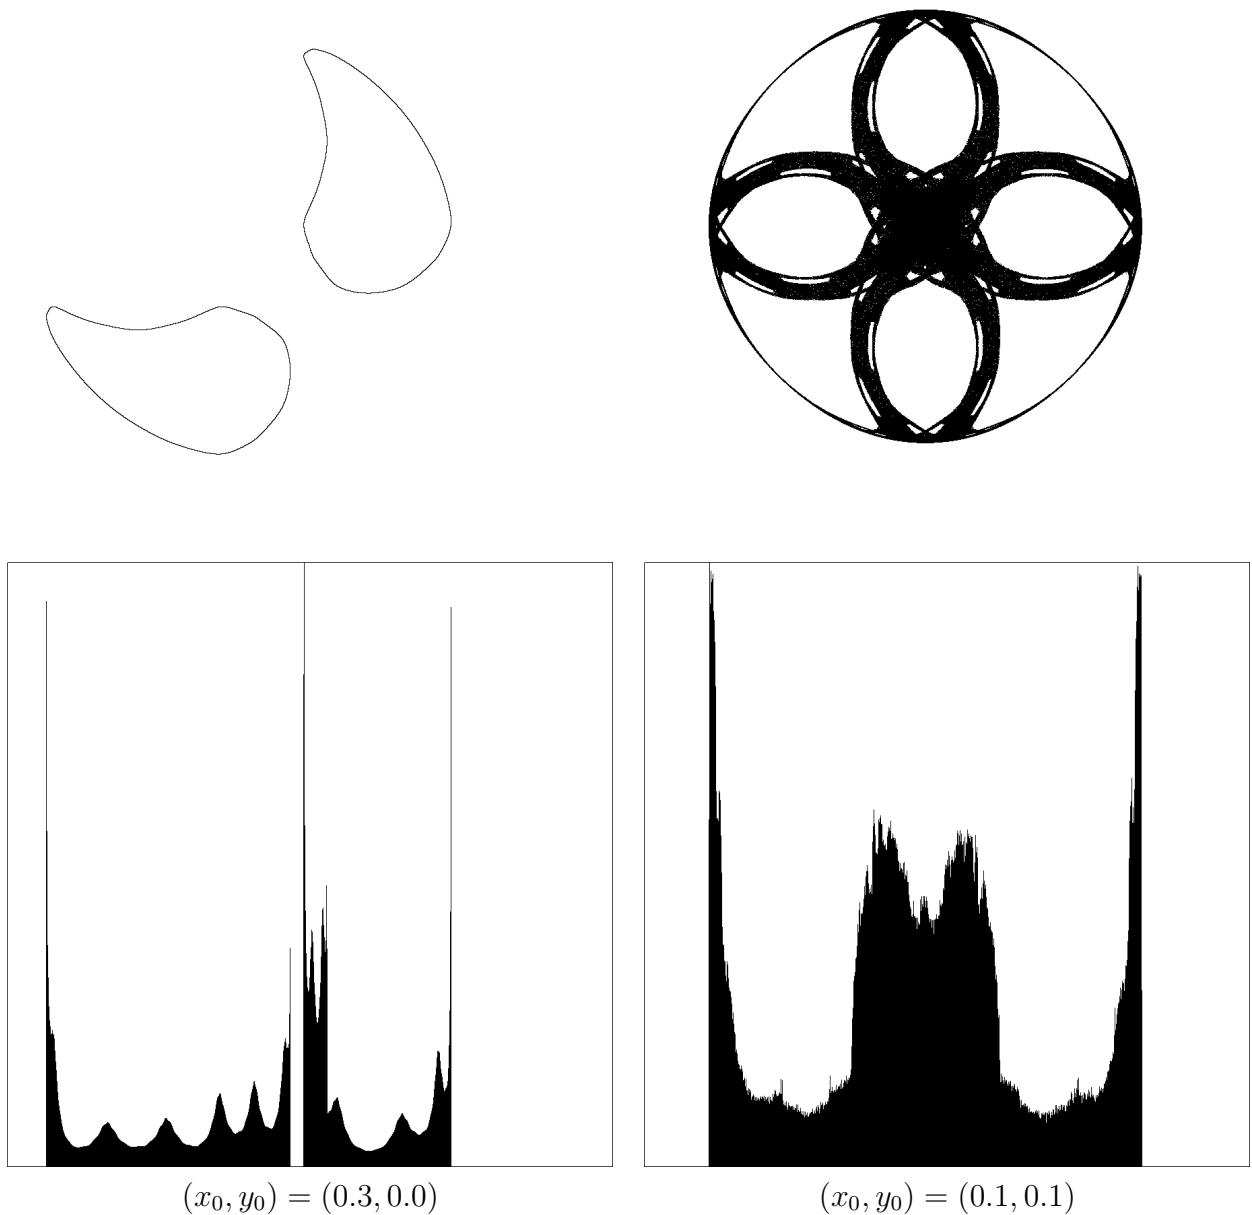 (x₀, y₀) = (0.3, 0.0)
(x₀, y₀) = (0.1, 0.1)